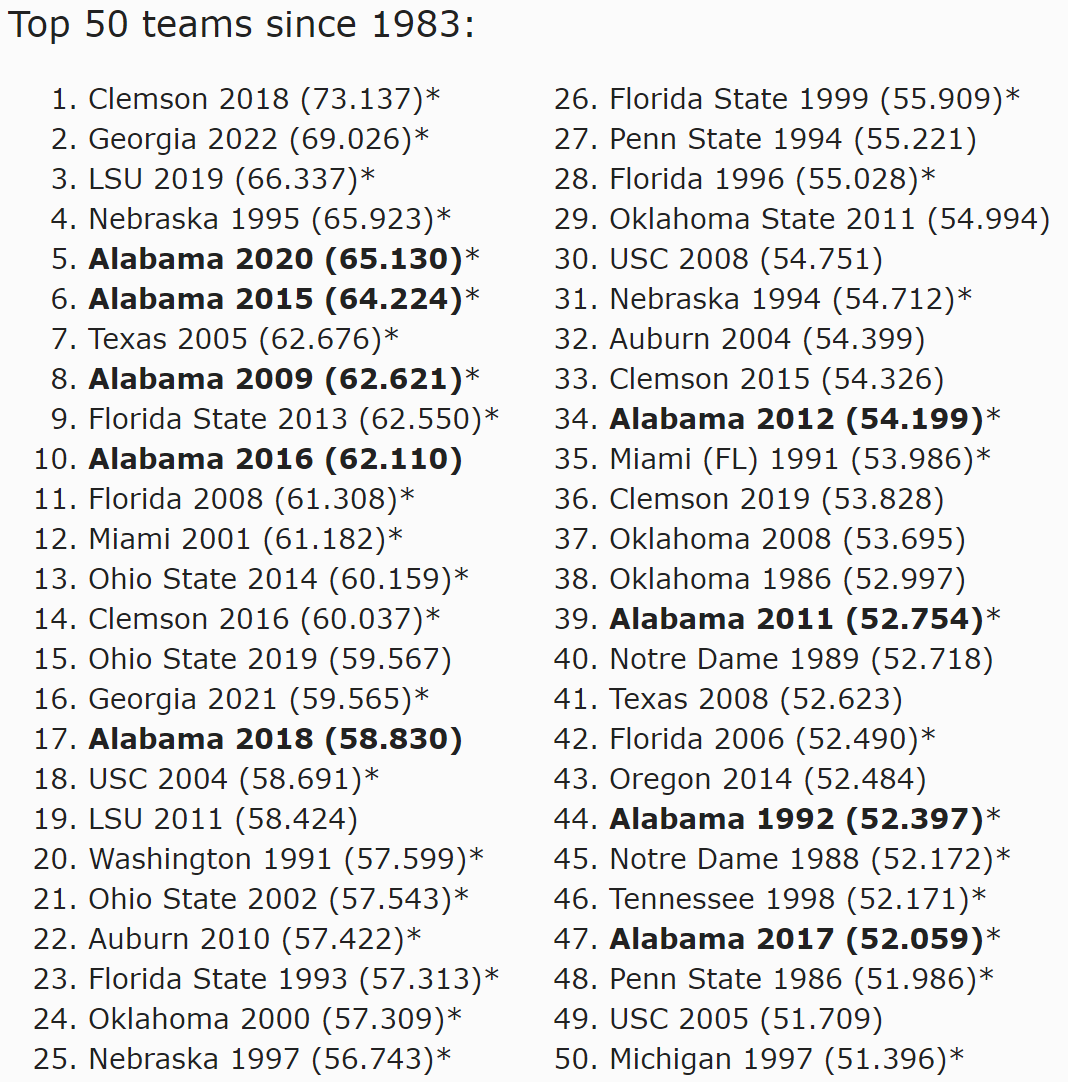 Top 50 teams since 1983:
1. Clemson 2018 (73.137)*
2. Georgia 2022 (69.026)*
3. LSU 2019 (66.337)*
4. Nebraska 1995 (65.923)*
5. Alabama 2020 (65.130)*
6. Alabama 2015 (64.224)*
7. Texas 2005 (62.676)*
8. Alabama 2009 (62.621)*
9. Florida State 2013 (62.550)*
10. Alabama 2016 (62.110)
11. Florida 2008 (61.308)*
12. Miami 2001 (61.182)*
13. Ohio State 2014 (60.159)*
14. Clemson 2016 (60.037)*
15. Ohio State 2019 (59.567)
16. Georgia 2021 (59.565)*
17. Alabama 2018 (58.830)
18. USC 2004 (58.691)*
19. LSU 2011 (58.424)
20. Washington 1991 (57.599)*
21. Ohio State 2002 (57.543)*
22. Auburn 2010 (57.422)*
23. Florida State 1993 (57.313)*
24. Oklahoma 2000 (57.309)*
25. Nebraska 1997 (56.743)*
26. Florida State 1999 (55.909)*
27. Penn State 1994 (55.221)
28. Florida 1996 (55.028)*
29. Oklahoma State 2011 (54.994)
30. USC 2008 (54.751)
31. Nebraska 1994 (54.712)*
32. Auburn 2004 (54.399)
33. Clemson 2015 (54.326)
34. Alabama 2012 (54.199)*
35. Miami (FL) 1991 (53.986)*
36. Clemson 2019 (53.828)
37. Oklahoma 2008 (53.695)
38. Oklahoma 1986 (52.997)
39. Alabama 2011 (52.754)*
40. Notre Dame 1989 (52.718)
41. Texas 2008 (52.623)
42. Florida 2006 (52.490)*
43. Oregon 2014 (52.484)
44. Alabama 1992 (52.397)*
45. Notre Dame 1988 (52.172)*
46. Tennessee 1998 (52.171)*
47. Alabama 2017 (52.059)*
48. Penn State 1986 (51.986)*
49. USC 2005 (51.709)
50. Michigan 1997 (51.396)*